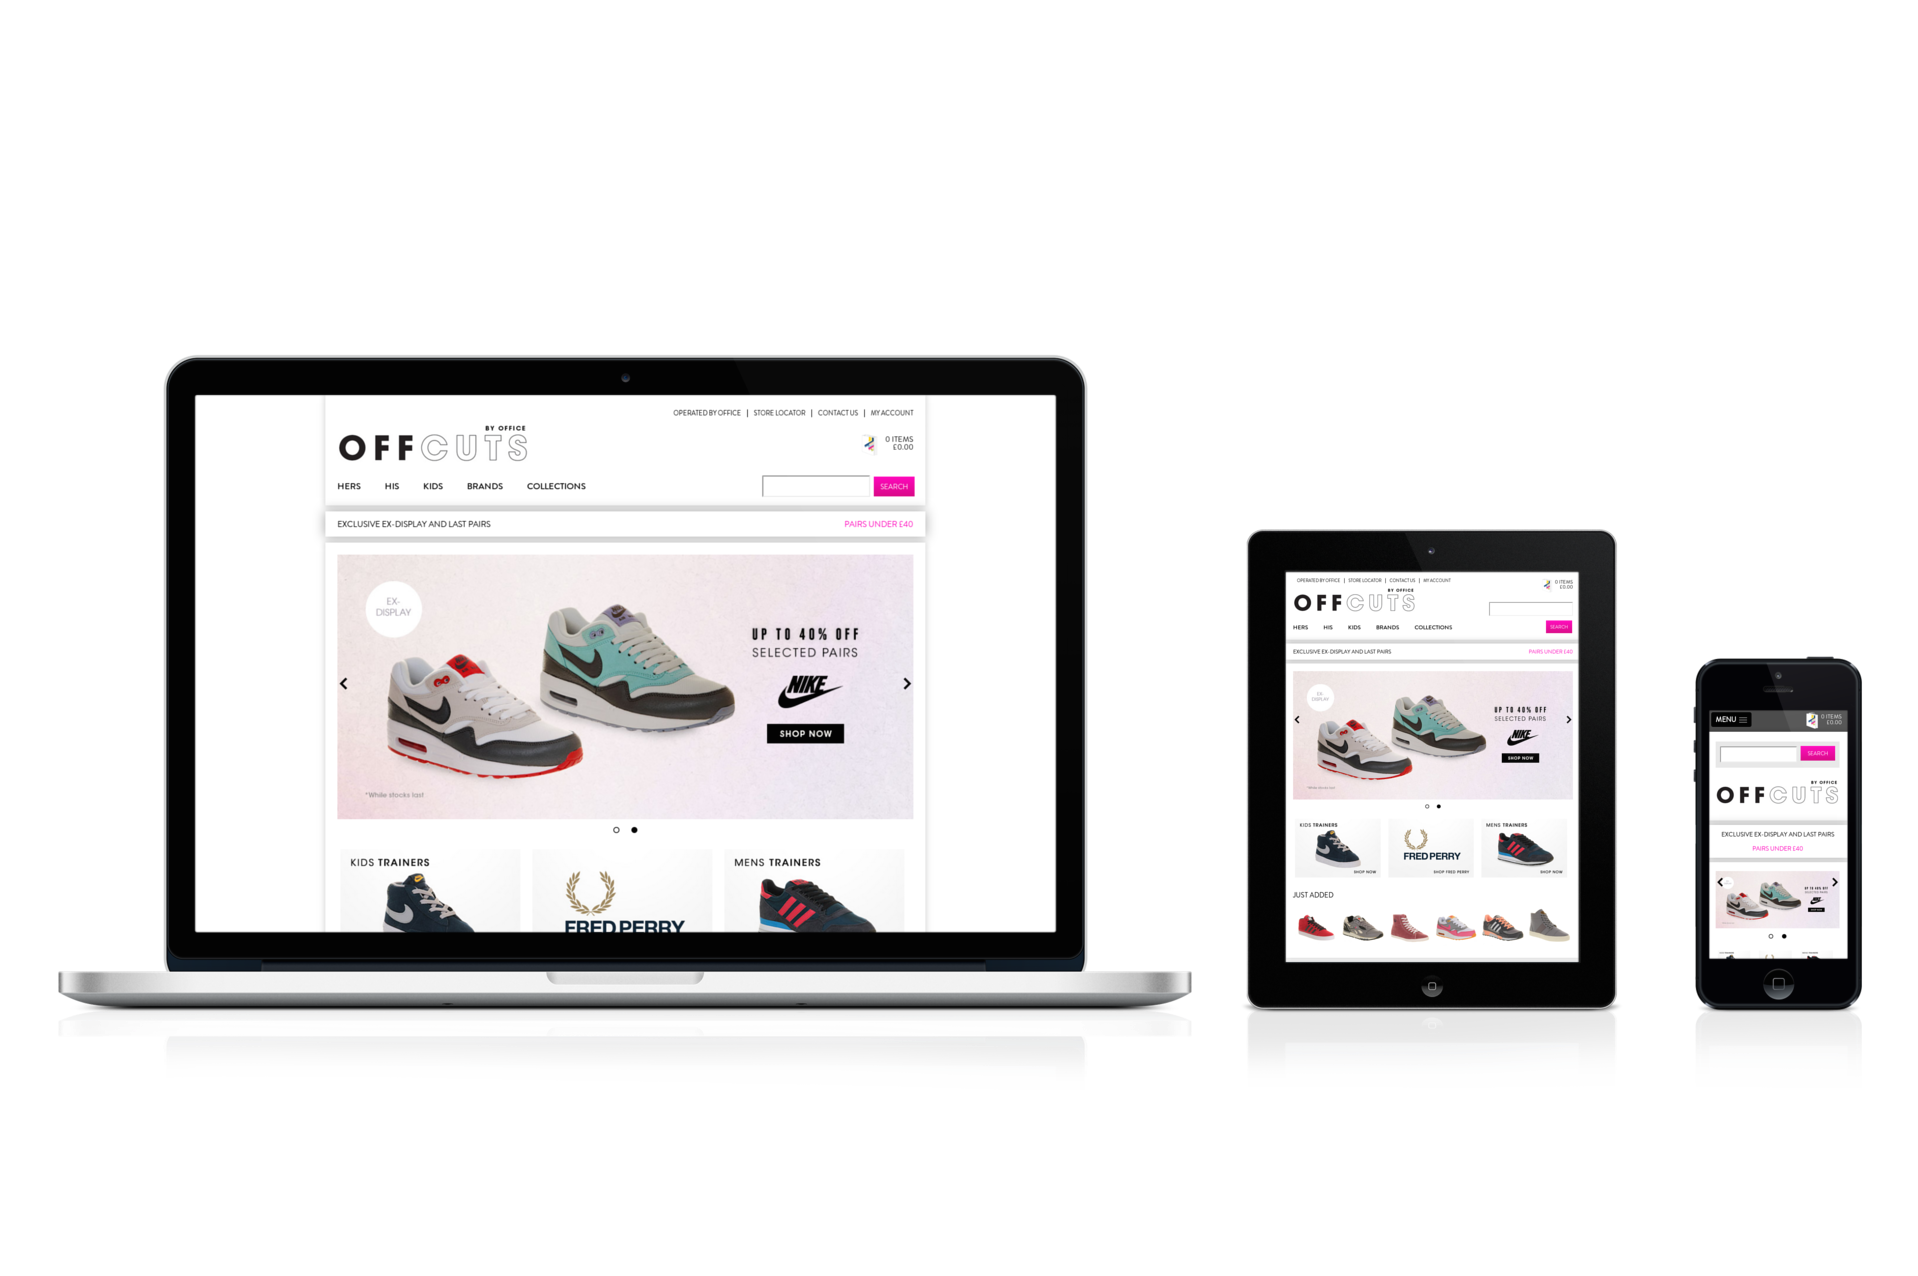 OPERATED BY OFFICE | STORE LOCATOR | CONTACT US | MY ACCOUNT
BY OFFICE
OFFCUTS
0 ITEMS
£0.00
HERS HIS KIDS BRANDS COLLECTIONS
SEARCH
EXCLUSIVE EX-DISPLAY AND LAST PAIRS
PAIRS UNDER £40
EX-
DISPLAY
UP TO 40% OFF
SELECTED PAIRS
NIKE
SHOP NOW
*While stocks last
KIDS TRAINERS
FRED PERRY
MENS TRAINERS
OPERATED BY OFFICE | STORE LOCATOR | CONTACT US | MY ACCOUNT
0 ITEMS
£0.00
BY OFFICE
OFFCUTS
HERS HIS KIDS BRANDS COLLECTIONS
SEARCH
EXCLUSIVE EX-DISPLAY AND LAST PAIRS
PAIRS UNDER £40
EX-
DISPLAY
UP TO 40% OFF
SELECTED PAIRS
NIKE
SHOP NOW
*While stocks last
KIDS TRAINERS
SHOP NOW
FRED PERRY
SHOP FRED PERRY
MENS TRAINERS
SHOP NOW
JUST ADDED
MENU
0 ITEMS
£0.00
SEARCH
BY OFFICE
OFFCUTS
EXCLUSIVE EX-DISPLAY AND LAST PAIRS
PAIRS UNDER £40
UP TO 40% OFF
SELECTED PAIRS
NIKE